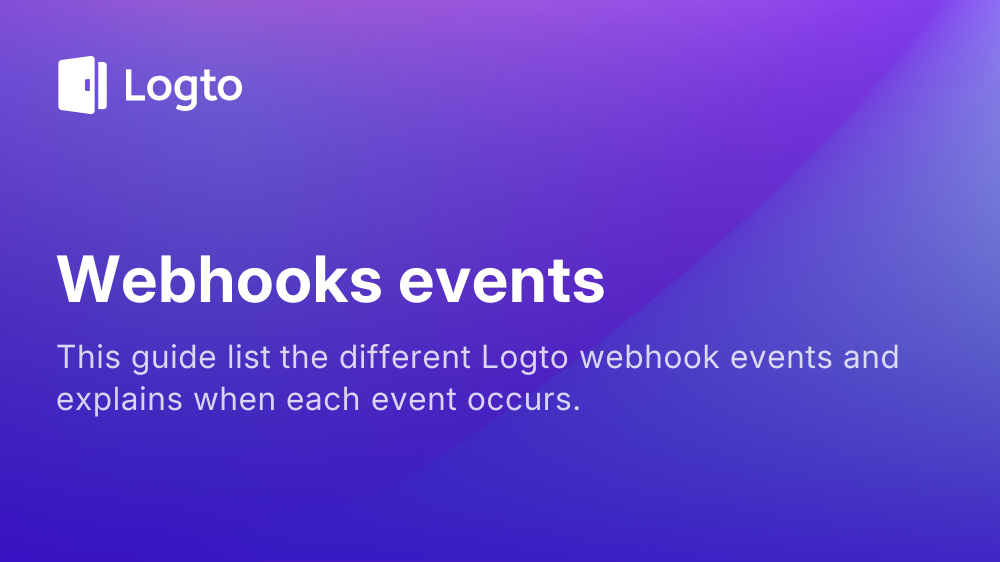 Logto
Webhooks events
This guide list the different Logto webhook events and
explains when each event occurs.